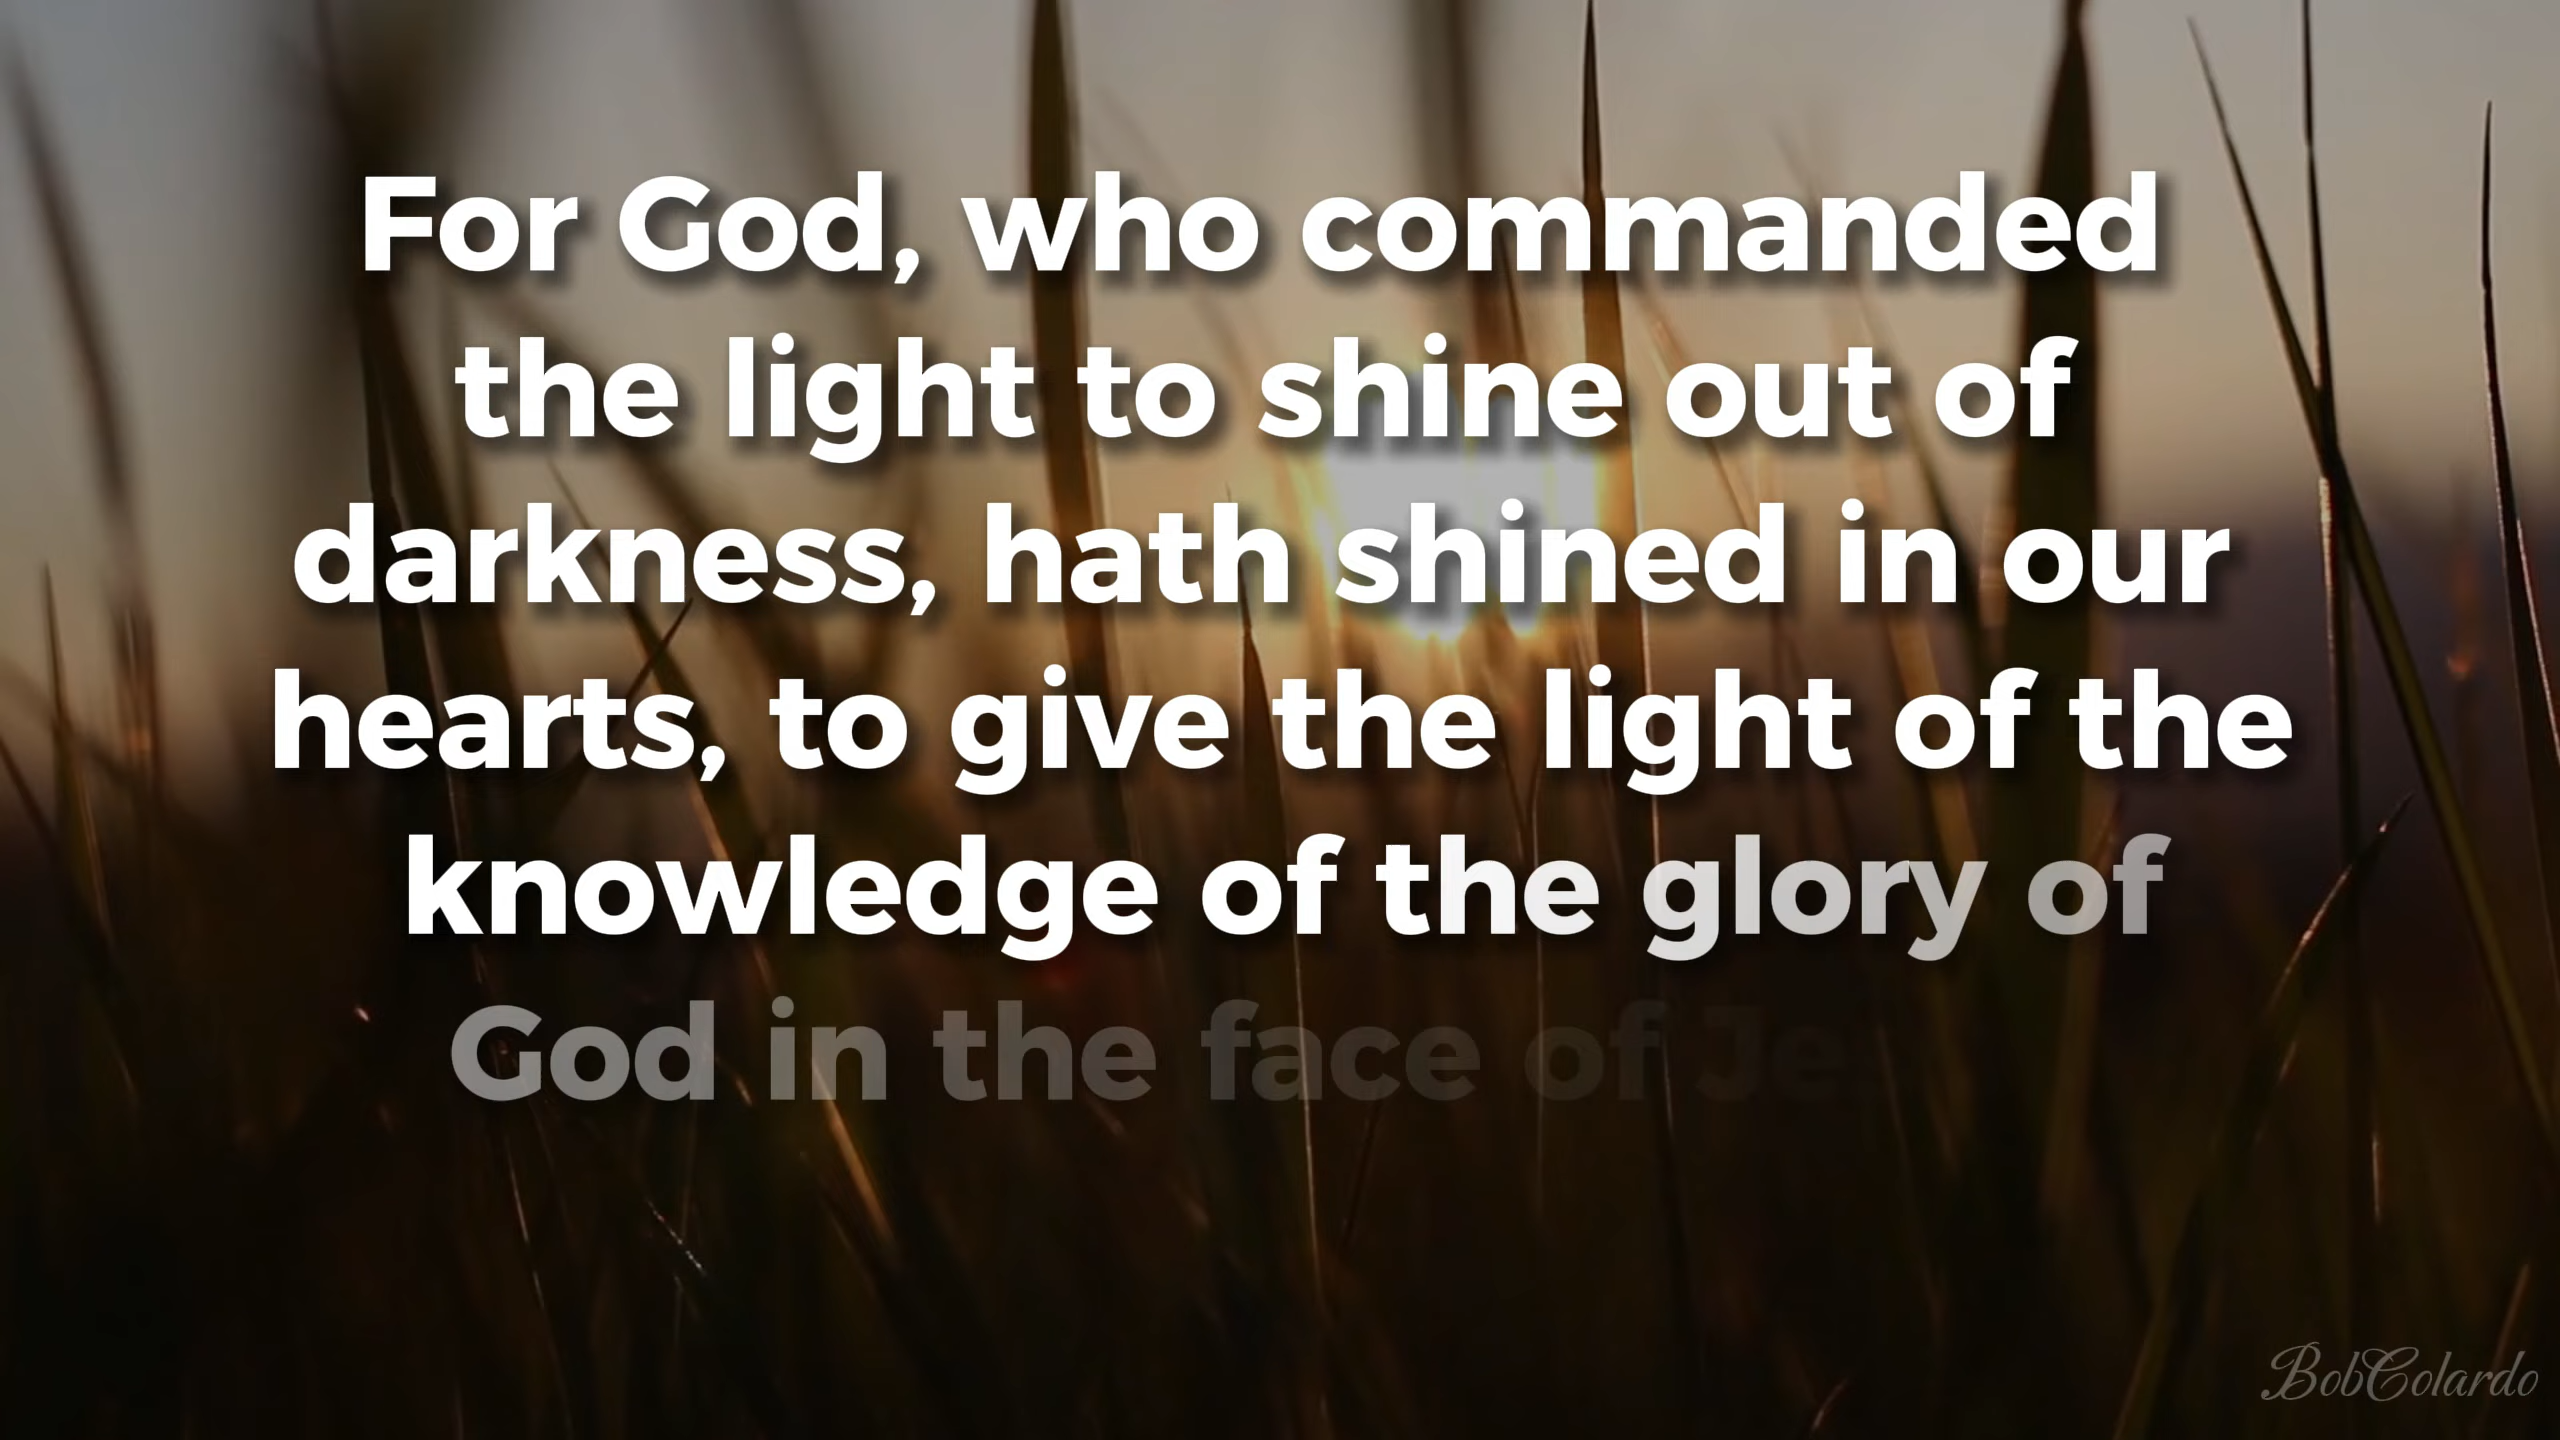 For God, who commanded
the light to shine out of
darkness, hath shined in our
hearts, to give the light of the
knowledge of the glory of
God in the face of Je
BobColardo